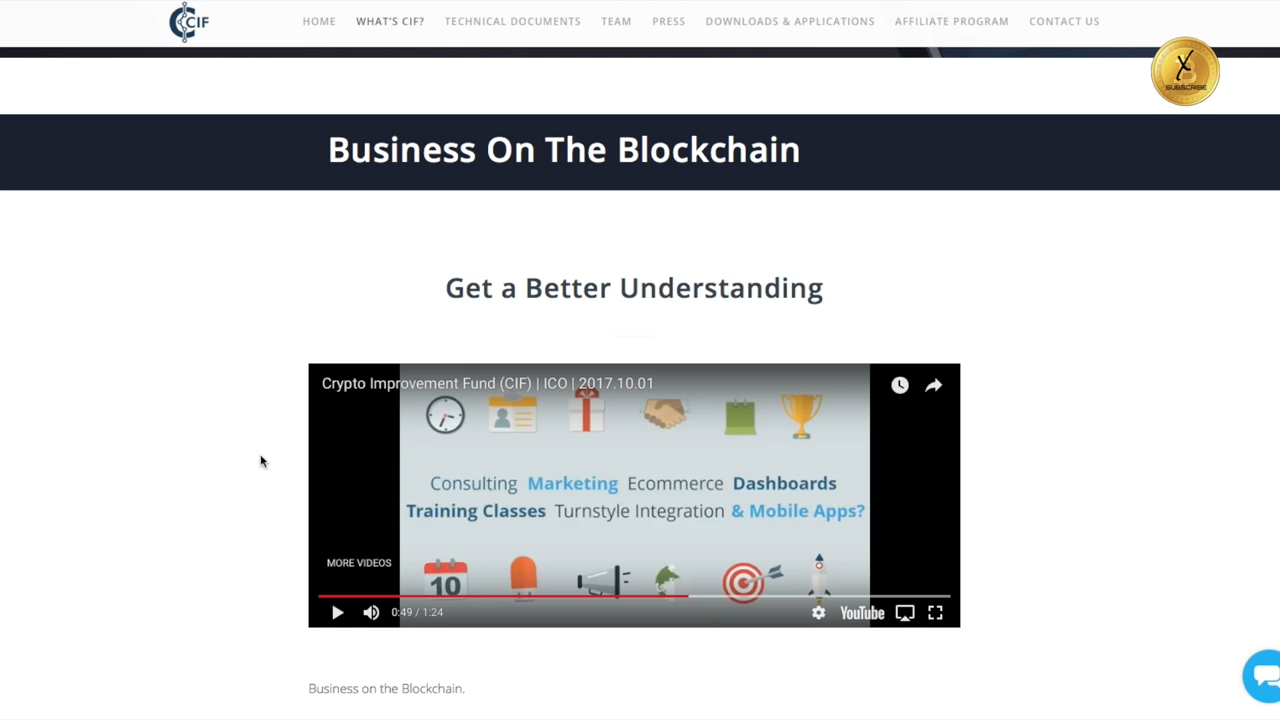 CIF
HOME WHAT'S CIF? TECHNICAL DOCUMENTS TEAM PRESS DOWNLOADS & APPLICATIONS AFFILIATE PROGRAM CONTACT US
X
SUBSCRIBE
Business On The Blockchain
Get a Better Understanding
Crypto Improvement Fund (CIF) | ICO | 2017.10.01
Consulting Marketing Ecommerce Dashboards
Training Classes Turnstyle Integration & Mobile Apps?
MORE VIDEOS
10
0:49 / 1:24
YouTube
Business on the Blockchain.